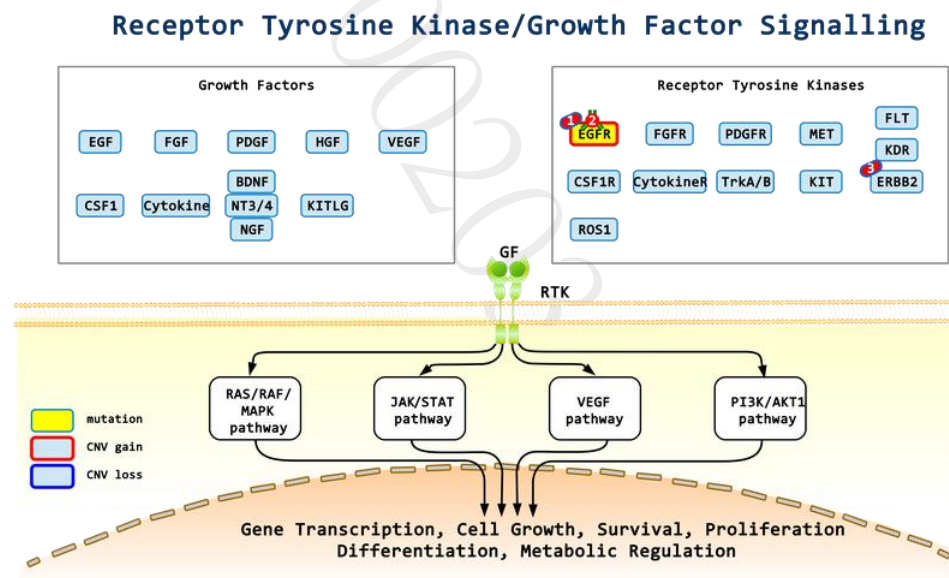 Receptor Tyrosine Kinase/Growth Factor Signalling
Growth Factors
EGF FGF PDGF HGF VEGF
BDNF
CSF1 Cytokine NT3/4 KITLG
NGF
Receptor Tyrosine Kinases
1 2
FLT
EGFR FGFR PDGFR MET
KDR
3
CSF1R CytokineR TrkA/B KIT ERBB2
ROS1
GF
RTK
RAS/RAF/
MAPK
pathway
JAK/STAT
pathway
VEGF
pathway
PI3K/AKT1
pathway
mutation
CNV gain
CNV loss
Gene Transcription, Cell Growth, Survival, Proliferation
Differentiation, Metabolic Regulation